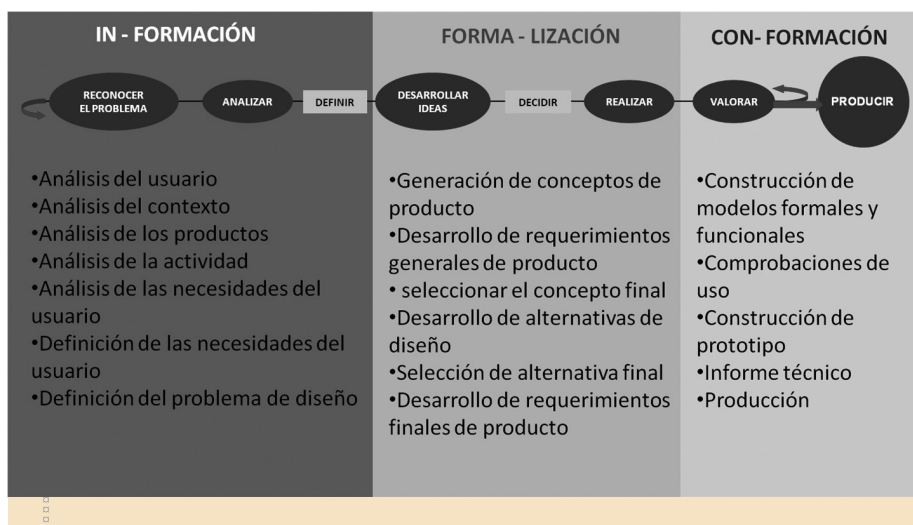 IN - FORMACIÓN
RECONOCER
EL PROBLEMA
ANALIZAR
DEFINIR
•Análisis del usuario
•Análisis del contexto
•Análisis de los productos
•Análisis de la actividad
•Análisis de las necesidades del
usuario
•Definición de las necesidades del
usuario
•Definición del problema de diseño
FORMA - LIZACIÓN
DESARROLLAR
IDEAS
DECIDIR
REALIZAR
•Generación de conceptos de
producto
•Desarrollo de requerimientos
generales de producto
• seleccionar el concepto final
•Desarrollo de alternativas de
diseño
•Selección de alternativa final
•Desarrollo de requerimientos
finales de producto
CON- FORMACIÓN
VALORAR
PRODUCIR
•Construcción de
modelos formales y
funcionales
•Comprobaciones de
uso
•Construcción de
prototipo
•Informe técnico
•Producción